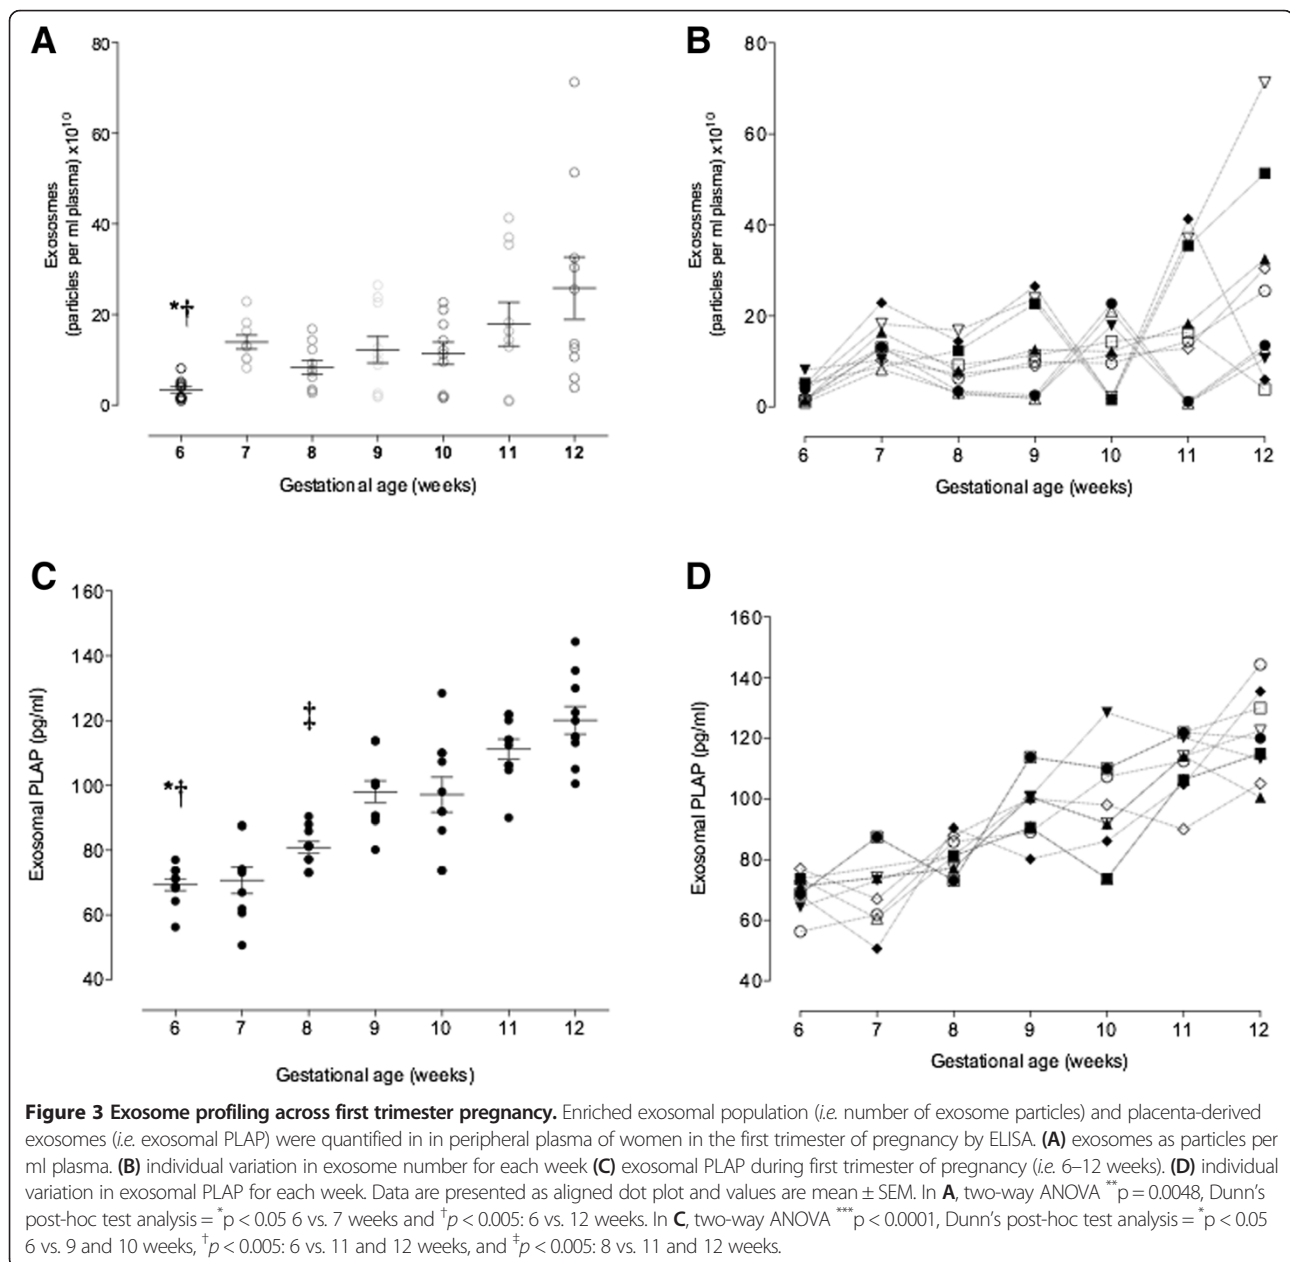 A
80
60
40
20
0
Exososmes
(particles per ml plasma) x10¹⁰
*†
6 7 8 9 10 11 12
Gestational age (weeks)
B
80
60
40
20
0
Exososmes
(particles per ml plasma) x10¹⁰
6 7 8 9 10 11 12
Gestational age (weeks)
C
160
140
120
100
80
60
40
Exosomal PLAP (pg/ml)
*†
‡
6 7 8 9 10 11 12
Gestational age (weeks)
D
160
140
120
100
80
60
40
Exosomal PLAP (pg/ml)
6 7 8 9 10 11 12
Gestational age (weeks)
Figure 3 Exosome profiling across first trimester pregnancy. Enriched exosomal population (i.e. number of exosome particles) and placenta-derived
exosomes (i.e. exosomal PLAP) were quantified in in peripheral plasma of women in the first trimester of pregnancy by ELISA. (A) exosomes as particles per
ml plasma. (B) individual variation in exosome number for each week (C) exosomal PLAP during first trimester of pregnancy (i.e. 6–12 weeks). (D) individual
variation in exosomal PLAP for each week. Data are presented as aligned dot plot and values are mean ± SEM. In A, two-way ANOVA **p = 0.0048, Dunn’s
post-hoc test analysis = *p < 0.05 6 vs. 7 weeks and †p < 0.005: 6 vs. 12 weeks. In C, two-way ANOVA ***p < 0.0001, Dunn’s post-hoc test analysis = *p < 0.05
6 vs. 9 and 10 weeks, †p < 0.005: 6 vs. 11 and 12 weeks, and ‡p < 0.005: 8 vs. 11 and 12 weeks.